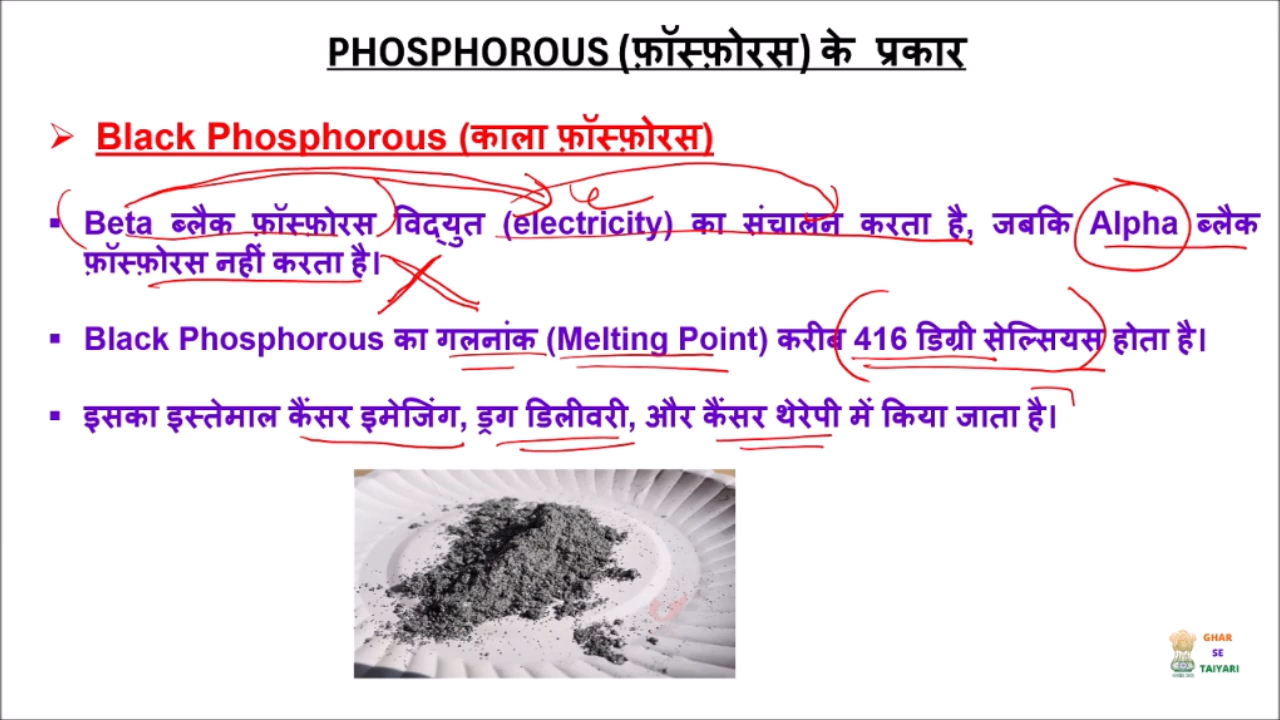 PHOSPHOROUS (फ़ॉस्फ़ोरस) के प्रकार
➢ Black Phosphorous (काला फ़ॉस्फ़ोरस)
▪ Beta ब्लैक फ़ॉस्फ़ोरस विद्युत (electricity) का संचालन करता है, जबकि Alpha ब्लैक
फ़ॉस्फ़ोरस नहीं करता है।
▪ Black Phosphorous का गलनांक (Melting Point) करीब 416 डिग्री सेल्सियस होता है।
▪ इसका इस्तेमाल कैंसर इमेजिंग, ड्रग डिलीवरी, और कैंसर थेरेपी में किया जाता है।
GHAR
SE
TAIYARI